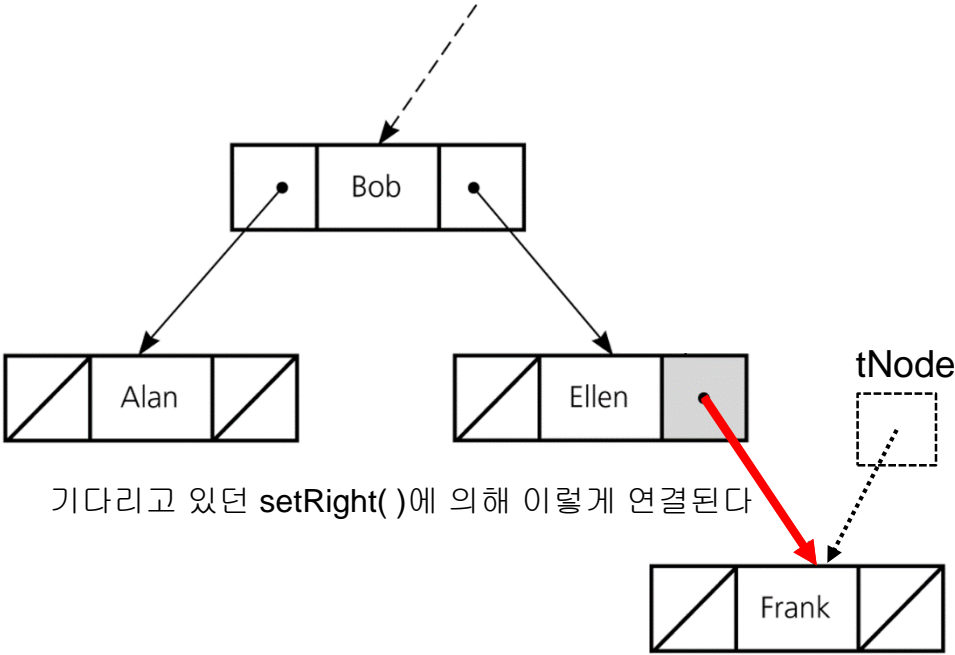 Bob
Alan
Ellen
tNode
기다리고 있던 setRight( )에 의해 이렇게 연결된다
Frank